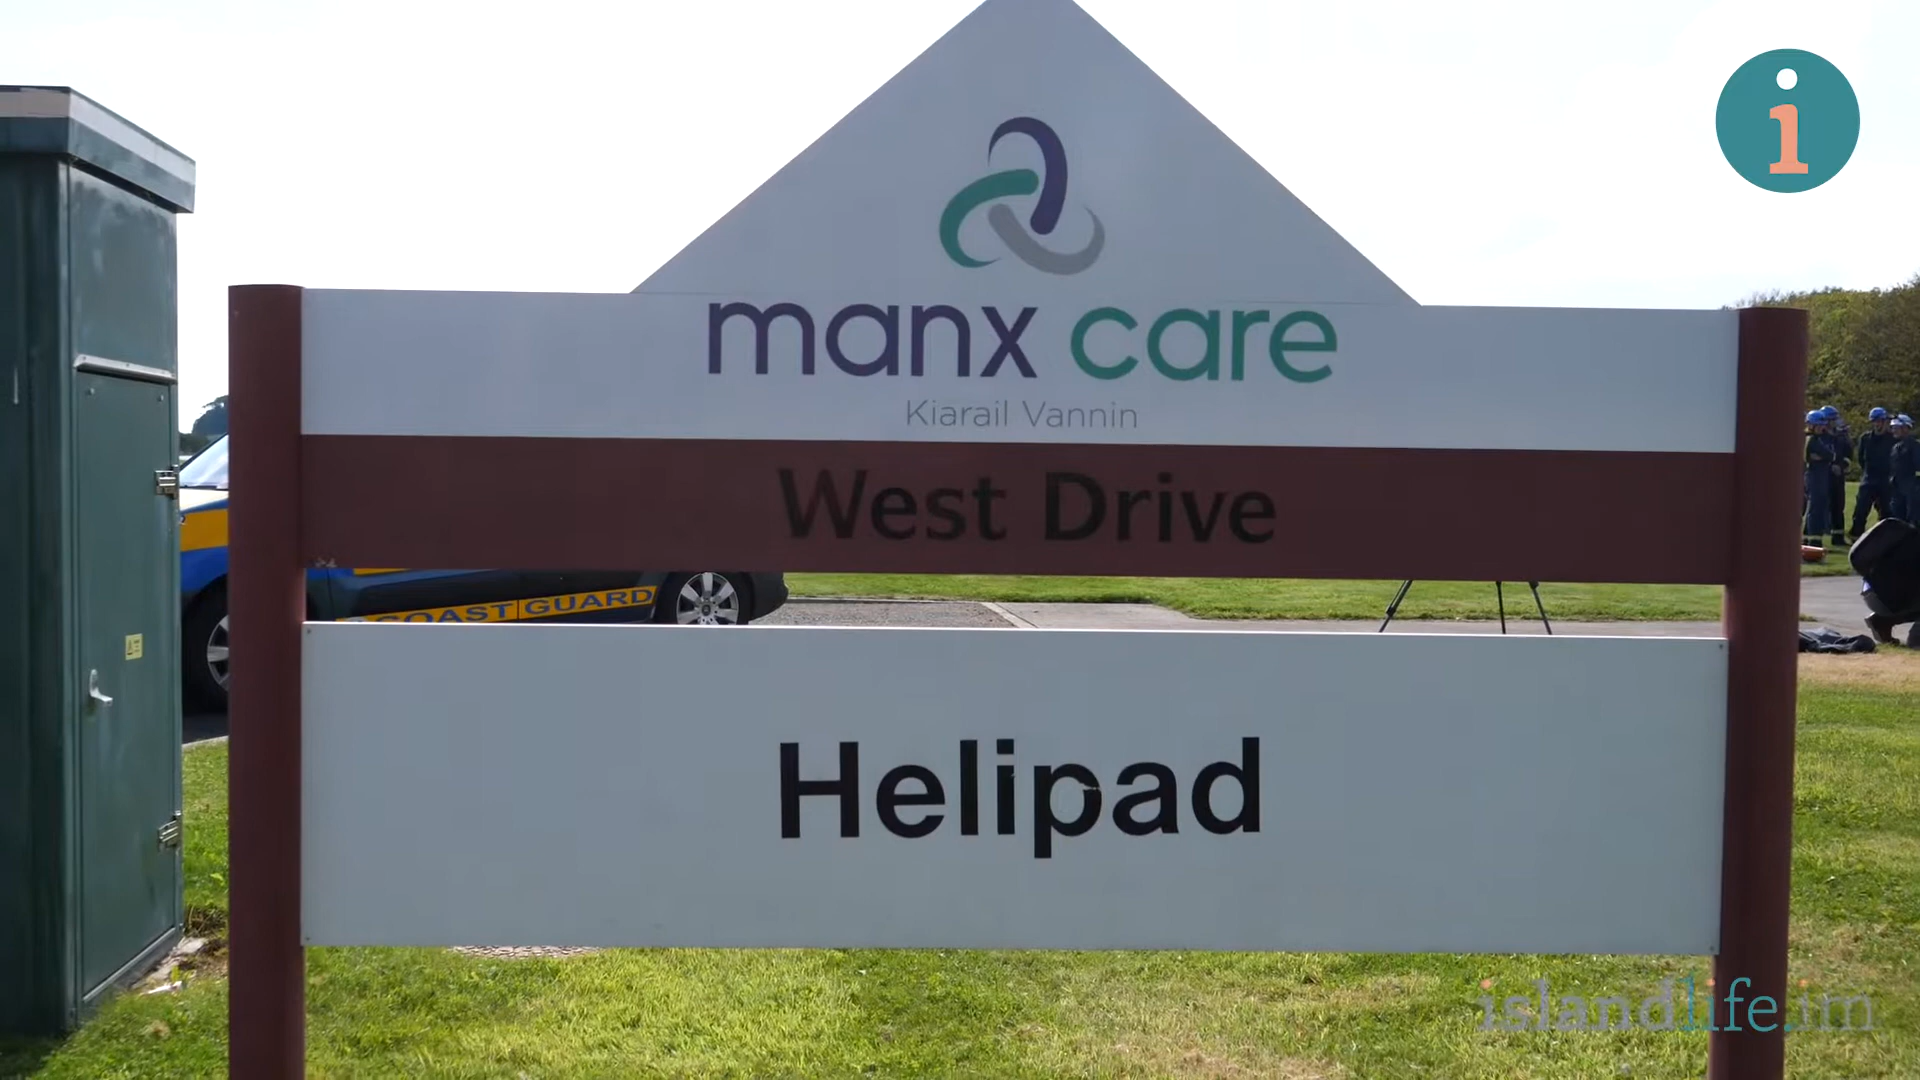 i
manx care
Kiarail Vannin
West Drive
COAST GUARD
Helipad
islandlife.im